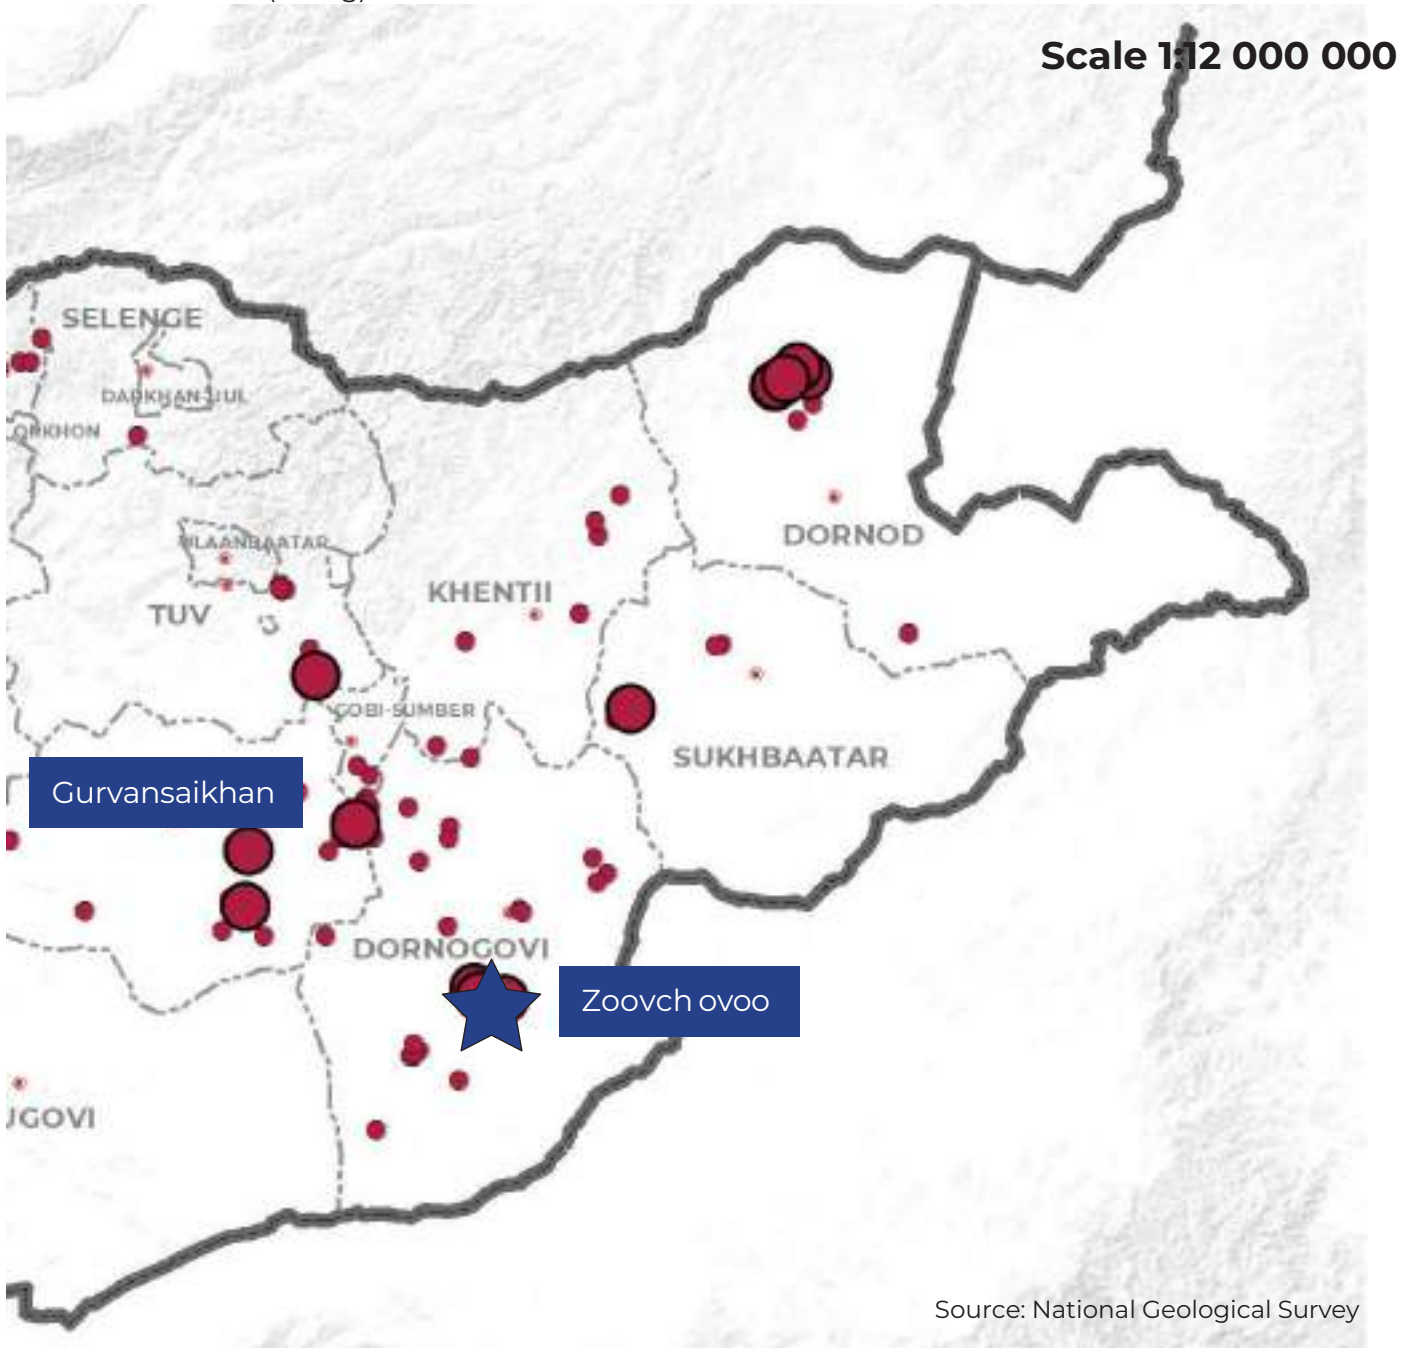 Scale 1:12 000 000
SELENGE
DARKHAN-UUL
ORKHON
ULAANBAATAR
DORNOD
KHENTII
TUV
GOBI-SUMBER
SUKHBAATAR
Gurvansaikhan
DORNOGOVI
Zoovch ovoo
UGOVI
Source: National Geological Survey